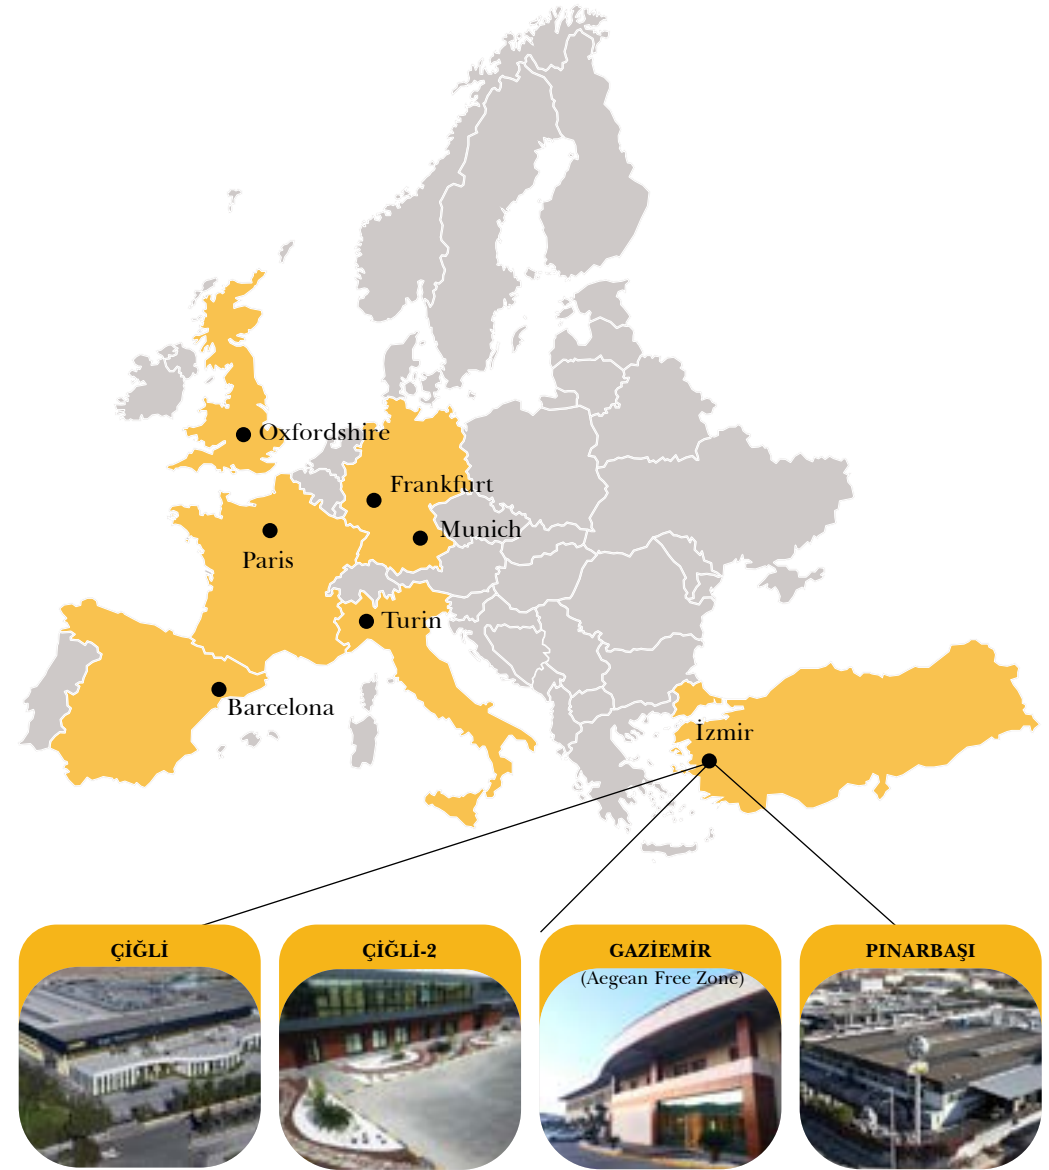 Oxfordshire
Frankfurt
Munich
Paris
Turin
Barcelona
İzmir
ÇİĞLİ
ÇİĞLİ-2
GAZİEMİR
(Aegean Free Zone)
PINARBAŞI